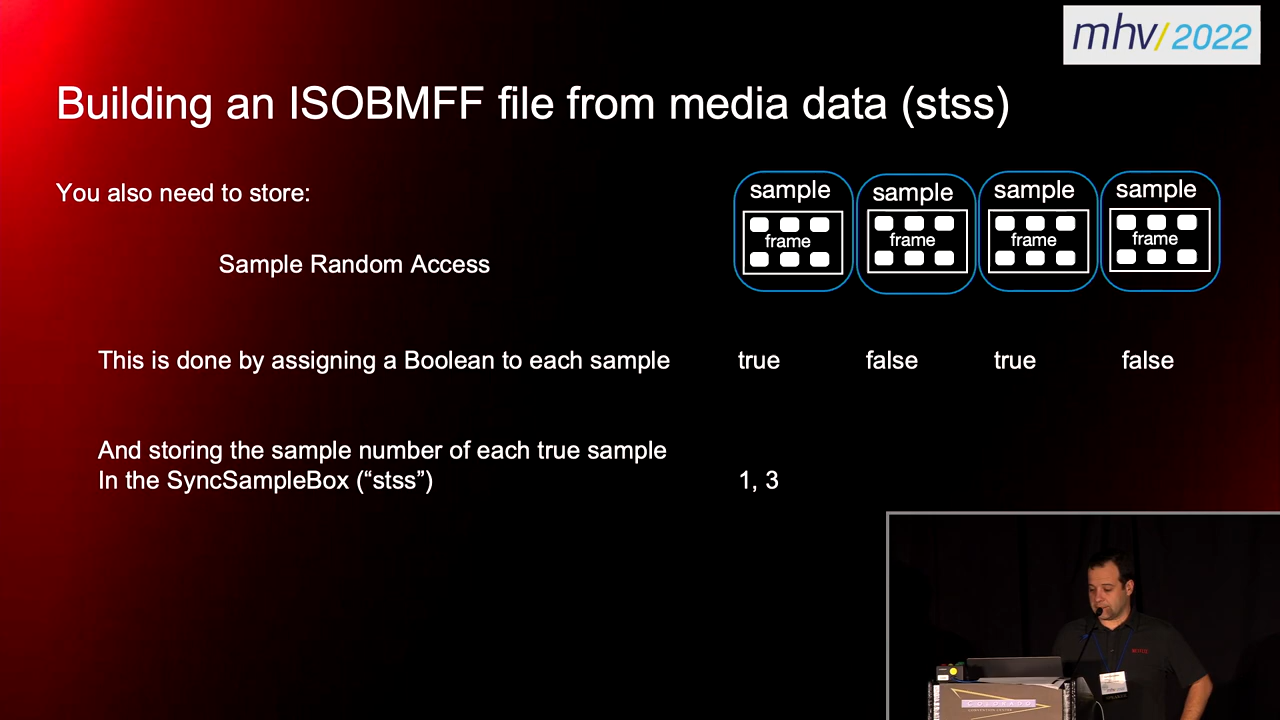 mhv/2022
Building an ISOBMFF file from media data (stss)
You also need to store:
sample sample sample sample
frame frame frame frame
Sample Random Access
This is done by assigning a Boolean to each sample true false true false
And storing the sample number of each true sample
In the SyncSampleBox (“stss”) 1, 3
COLORADO